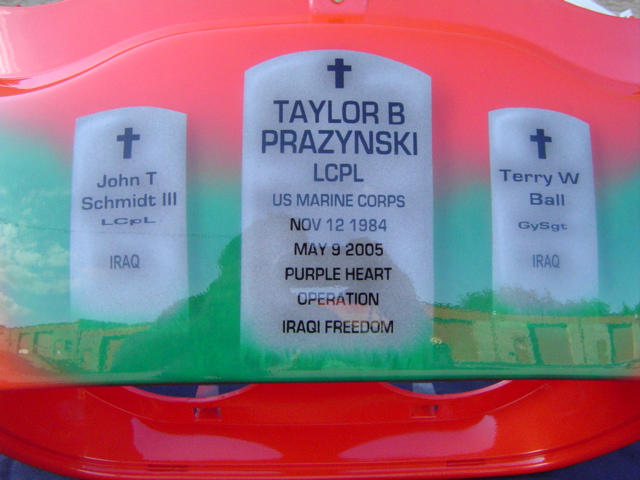 John T
Schmidt III
LCpL
IRAQ
TAYLOR B
PRAZYNSKI
LCPL
US MARINE CORPS
NOV 12 1984
MAY 9 2005
PURPLE HEART
OPERATION
IRAQI FREEDOM
Terry W
Ball
GySgt
IRAQ